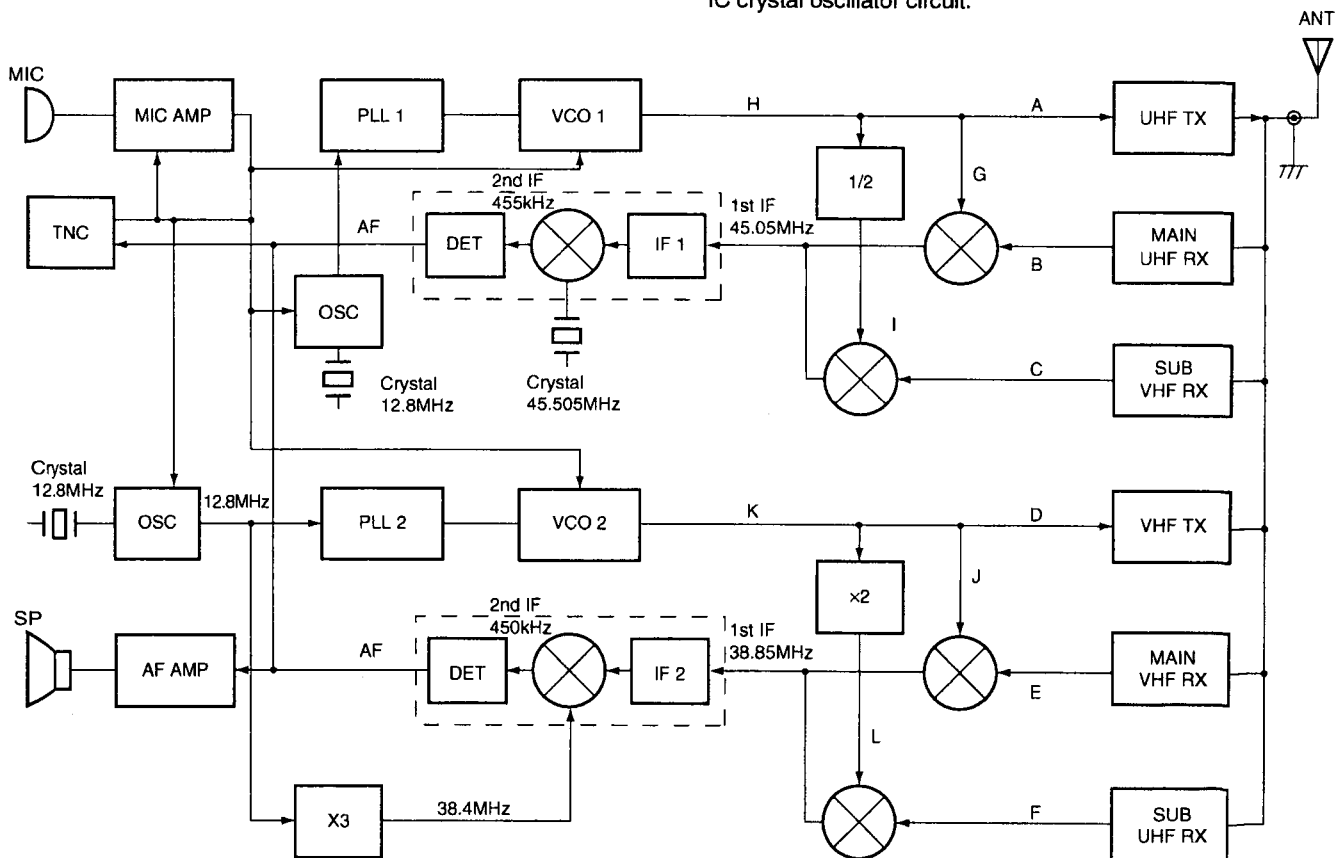 IC crystal oscillator circuit.
ANT
MIC
MIC AMP
PLL 1
VCO 1
H
A
UHF TX
1/2
G
TNC
AF
2nd IF
455kHz
DET
IF 1
1st IF
45.05MHz
B
MAIN
UHF RX
OSC
Crystal
12.8MHz
Crystal
45.505MHz
I
C
SUB
VHF RX
Crystal
12.8MHz
OSC
12.8MHz
PLL 2
VCO 2
K
D
VHF TX
×2
J
SP
AF AMP
AF
2nd IF
450kHz
DET
IF 2
1st IF
38.85MHz
E
MAIN
VHF RX
L
X3
38.4MHz
F
SUB
UHF RX